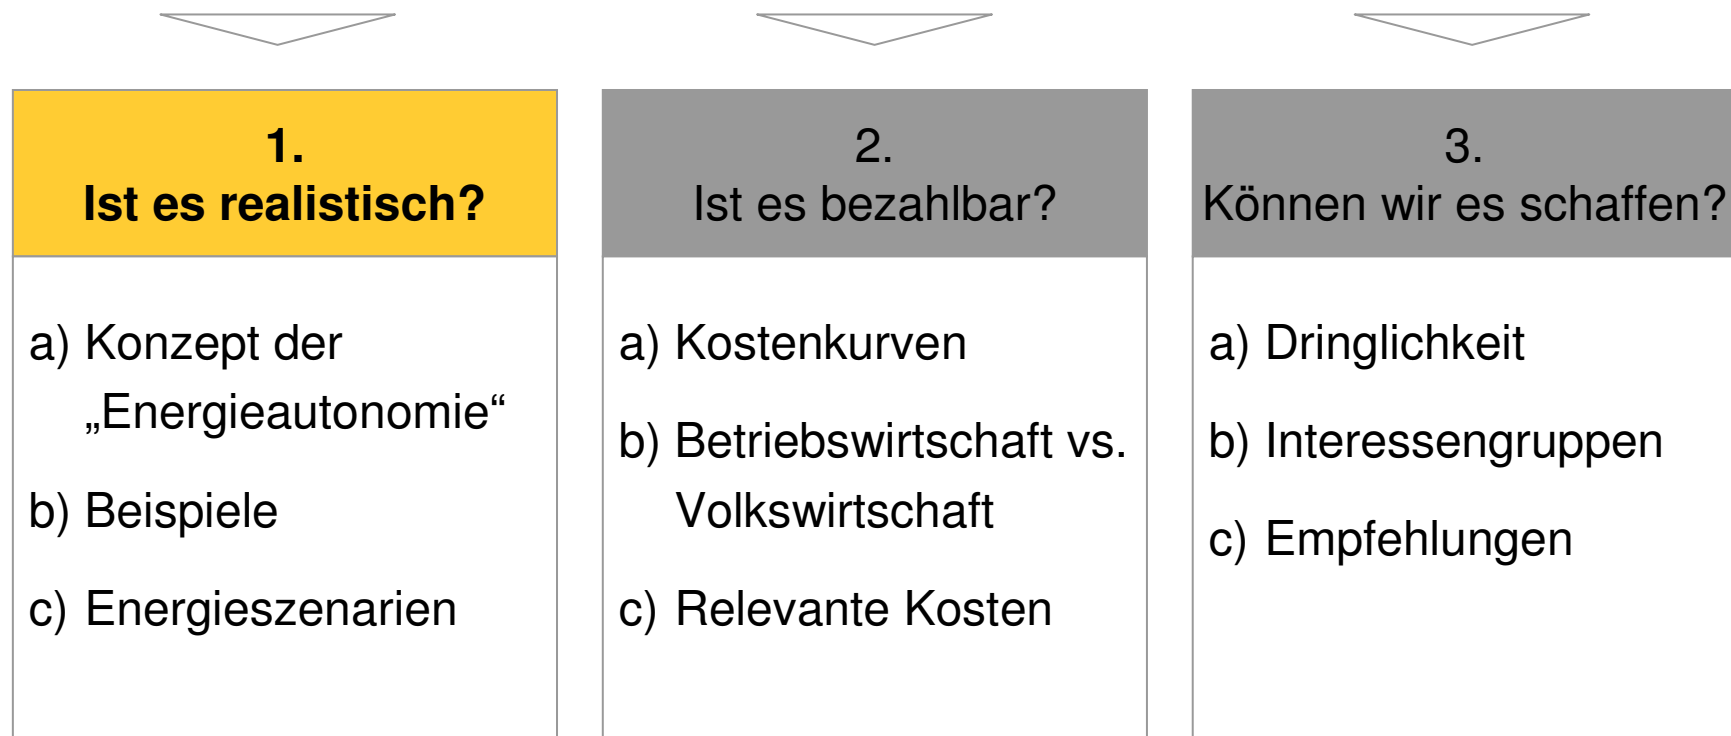 1.
Ist es realistisch?
a) Konzept der
„Energieautonomie“
b) Beispiele
c) Energieszenarien
2.
Ist es bezahlbar?
a) Kostenkurven
b) Betriebswirtschaft vs.
Volkswirtschaft
c) Relevante Kosten
3.
Können wir es schaffen?
a) Dringlichkeit
b) Interessengruppen
c) Empfehlungen